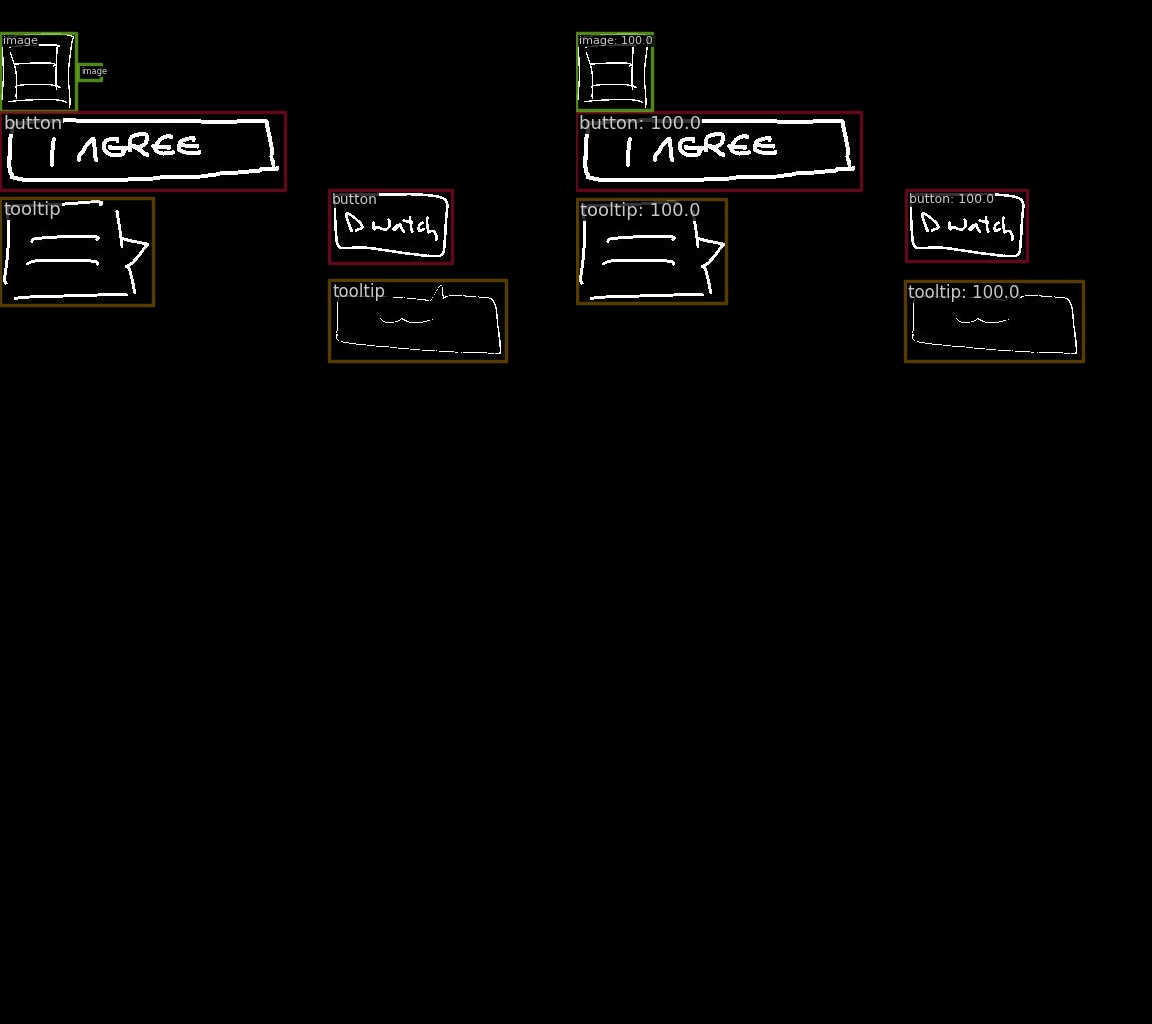 image
image: 100.0
image
button
button: 100.0
I AGREE
I AGREE
tooltip
button
tooltip: 100.0
button: 100.0
D watch
D watch
tooltip
tooltip: 100.0